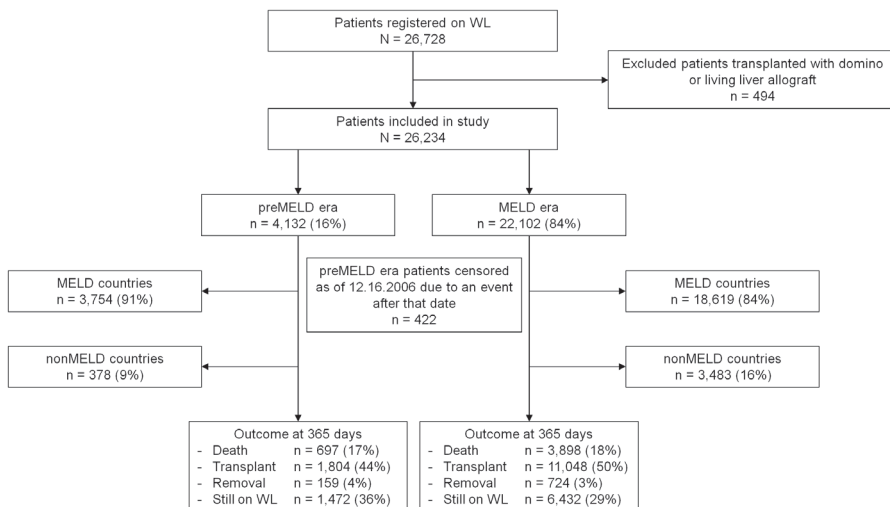 Patients registered on WL
N = 26,728
Excluded patients transplanted with domino
or living liver allograft
n = 494
Patients included in study
N = 26,234
preMELD era
n = 4,132 (16%)
MELD era
n = 22,102 (84%)
MELD countries
n = 3,754 (91%)
preMELD era patients censored
as of 12.16.2006 due to an event
after that date
n = 422
MELD countries
n = 18,619 (84%)
nonMELD countries
n = 378 (9%)
nonMELD countries
n = 3,483 (16%)
Outcome at 365 days
- Death n = 697 (17%)
- Transplant n = 1,804 (44%)
- Removal n = 159 (4%)
- Still on WL n = 1,472 (36%)
Outcome at 365 days
- Death n = 3,898 (18%)
- Transplant n = 11,048 (50%)
- Removal n = 724 (3%)
- Still on WL n = 6,432 (29%)